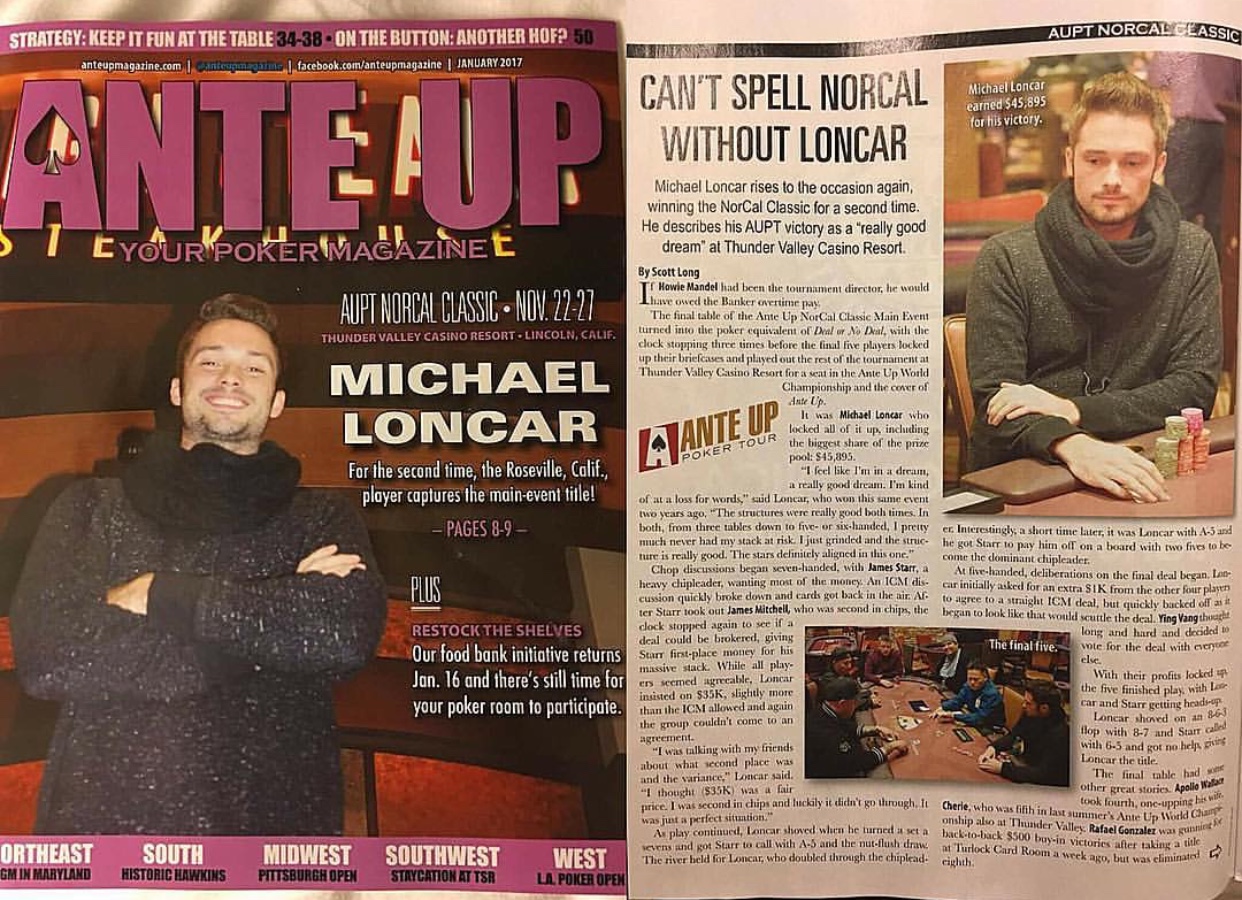 STRATEGY: KEEP IT FUN AT THE TABLE 34-38 • ON THE BUTTON: ANOTHER HOF? 50
anteupmagazine.com | @anteupmagazine | facebook.com/anteupmagazine | JANUARY 2017
ANTE UP
STEAKHOUSE
YOUR POKER MAGAZINE
AUPT NORCAL CLASSIC • NOV. 22-27
THUNDER VALLEY CASINO RESORT • LINCOLN, CALIF.
MICHAEL
LONCAR
For the second time, the Roseville, Calif.,
player captures the main-event title!
– PAGES 8-9 –
PLUS
RESTOCK THE SHELVES
Our food bank initiative returns
Jan. 16 and there's still time for
your poker room to participate.
ORTHEAST
GM IN MARYLAND
SOUTH
HISTORIC HAWKINS
MIDWEST
PITTSBURGH OPEN
SOUTHWEST
STAYCATION AT TSR
WEST
L.A. POKER OPEN
AUPT NORCAL CLASSIC
CAN'T SPELL NORCAL
WITHOUT LONCAR
Michael Loncar rises to the occasion again,
winning the NorCal Classic for a second time.
He describes his AUPT victory as a "really good
dream" at Thunder Valley Casino Resort.
By Scott Long
If Howie Mandel had been the tournament director, he would
have owed the Banker overtime pay.
The final table of the Ante Up NorCal Classic Main Event
turned into the poker equivalent of Deal or No Deal, with the
clock stopping three times before the final five players locked
up their briefcases and played out the rest of the tournament at
Thunder Valley Casino Resort for a seat in the Ante Up World
Championship and the cover of
Ante Up.
It was Michael Loncar who
locked all of it up, including
the biggest share of the prize
pool: $45,895.
"I feel like I'm in a dream,
a really good dream. I'm kind
of at a loss for words," said Loncar, who won this same event
two years ago. "The structures were really good both times. In
both, from three tables down to five- or six-handed, I pretty
much never had my stack at risk. I just grinded and the struc-
ture is really good. The stars definitely aligned in this one."
Chop discussions began seven-handed, with James Starr, a
heavy chipleader, wanting most of the money. An ICM dis-
cussion quickly broke down and cards got back in the air. Af-
ter Starr took out James Mitchell, who was second in chips, the
clock stopped again to see if a
deal could be brokered, giving
Starr first-place money for his
massive stack. While all play-
ers seemed agreeable, Loncar
insisted on $35K, slightly more
than the ICM allowed and again
the group couldn't come to an
agreement.
"I was talking with my friends
about what second place was
and the variance," Loncar said.
"I thought ($35K) was a fair
price. I was second in chips and luckily it didn't go through. It
was just a perfect situation."
As play continued, Loncar shoved when he turned a set a
sevens and got Starr to call with A-5 and the nut-flush draw.
The river held for Loncar, who doubled through the chiplead-
ANTE UP
POKER TOUR
Michael Loncar
earned $45,895
for his victory.
er. Interestingly, a short time later, it was Loncar with A-5 and
he got Starr to pay him off on a board with two fives to be-
come the dominant chipleader.
At five-handed, deliberations on the final deal began. Lon-
car initially asked for an extra $1K from the other four players
to agree to a straight ICM deal, but quickly backed off as it
began to look like that would scuttle the deal. Ying Vang thought
long and hard and decided to
vote for the deal with everyone
else.
With their profits locked up,
the five finished play, with Lon-
car and Starr getting heads-up.
Loncar shoved on an 8-6-3
flop with 8-7 and Starr called
with 6-5 and got no help, giving
Loncar the title.
The final table had some
other great stories. Apollo Wallace
took fourth, one-upping his wife,
Cherie, who was fifth in last summer's Ante Up World Champi-
onship also at Thunder Valley. Rafael Gonzalez was gunning for
back-to-back $500 buy-in victories after taking a title
at Turlock Card Room a week ago, but was eliminated
eighth.
The final five.